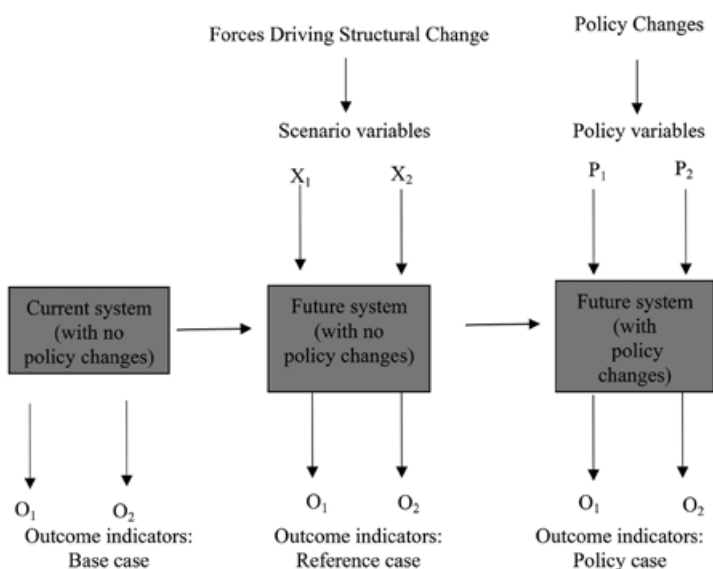 Forces Driving Structural Change
Policy Changes
Scenario variables
Policy variables
X₁
X₂
P₁
P₂
Current system
(with no
policy changes)
Future system
(with no
policy changes)
Future system
(with
policy
changes)
O₁
O₂
Outcome indicators:
Base case
O₁
O₂
Outcome indicators:
Reference case
O₁
O₂
Outcome indicators:
Policy case